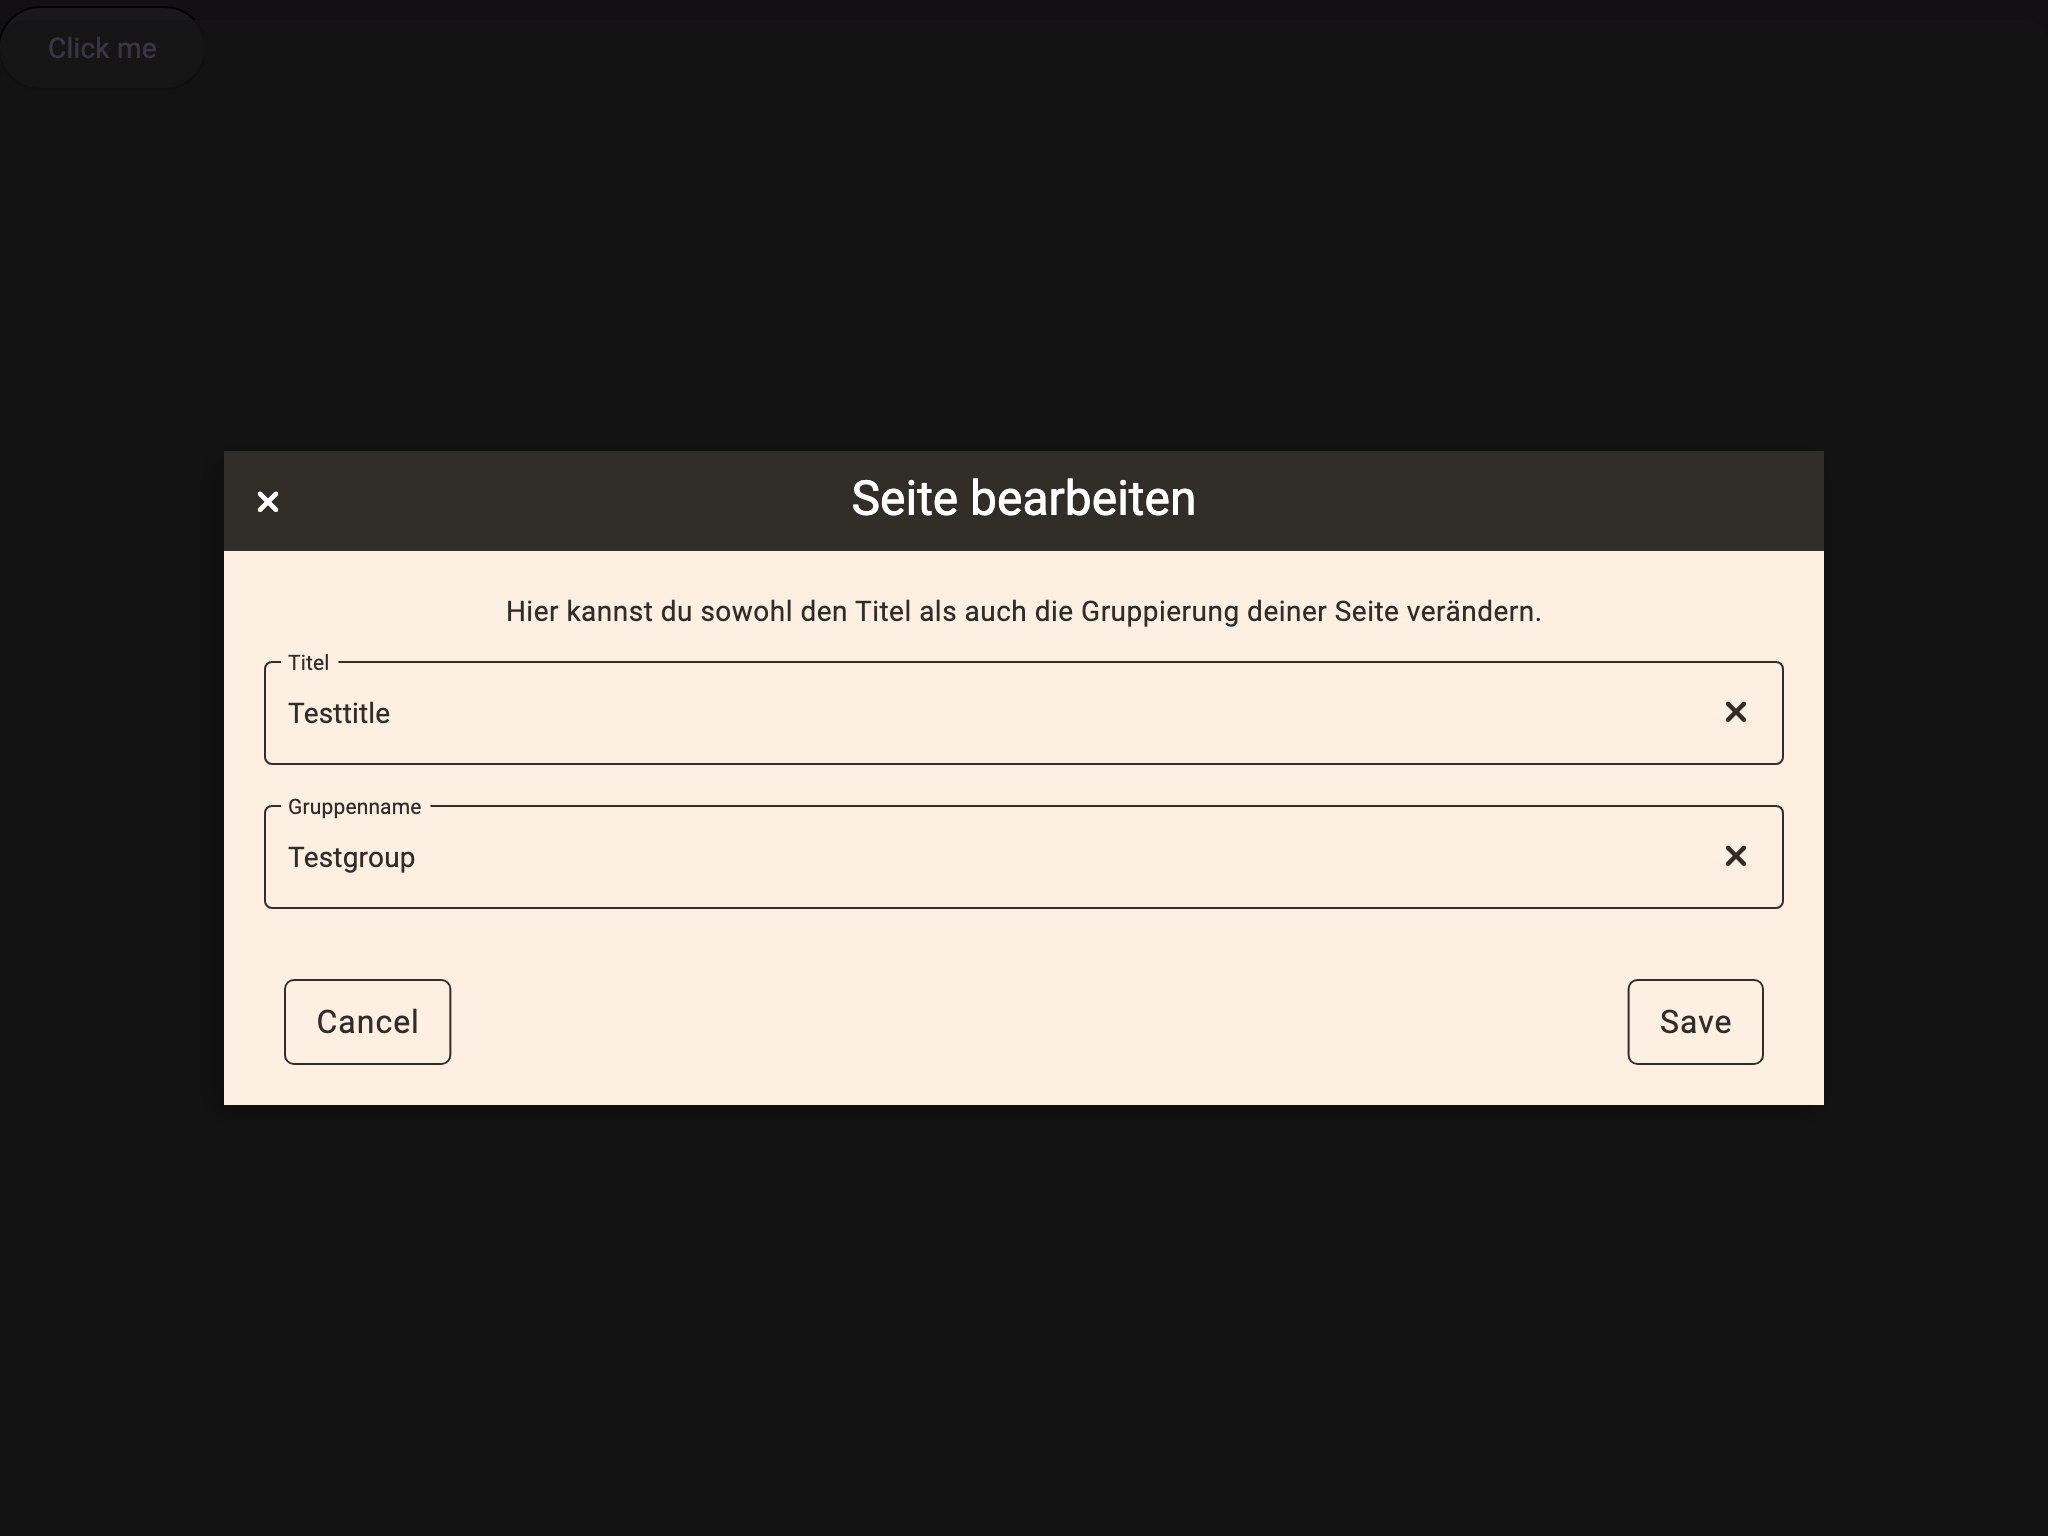 Click me
Seite bearbeiten
Hier kannst du sowohl den Titel als auch die Gruppierung deiner Seite verändern.
Titel
Testtitle
Gruppenname
Testgroup
Cancel
Save